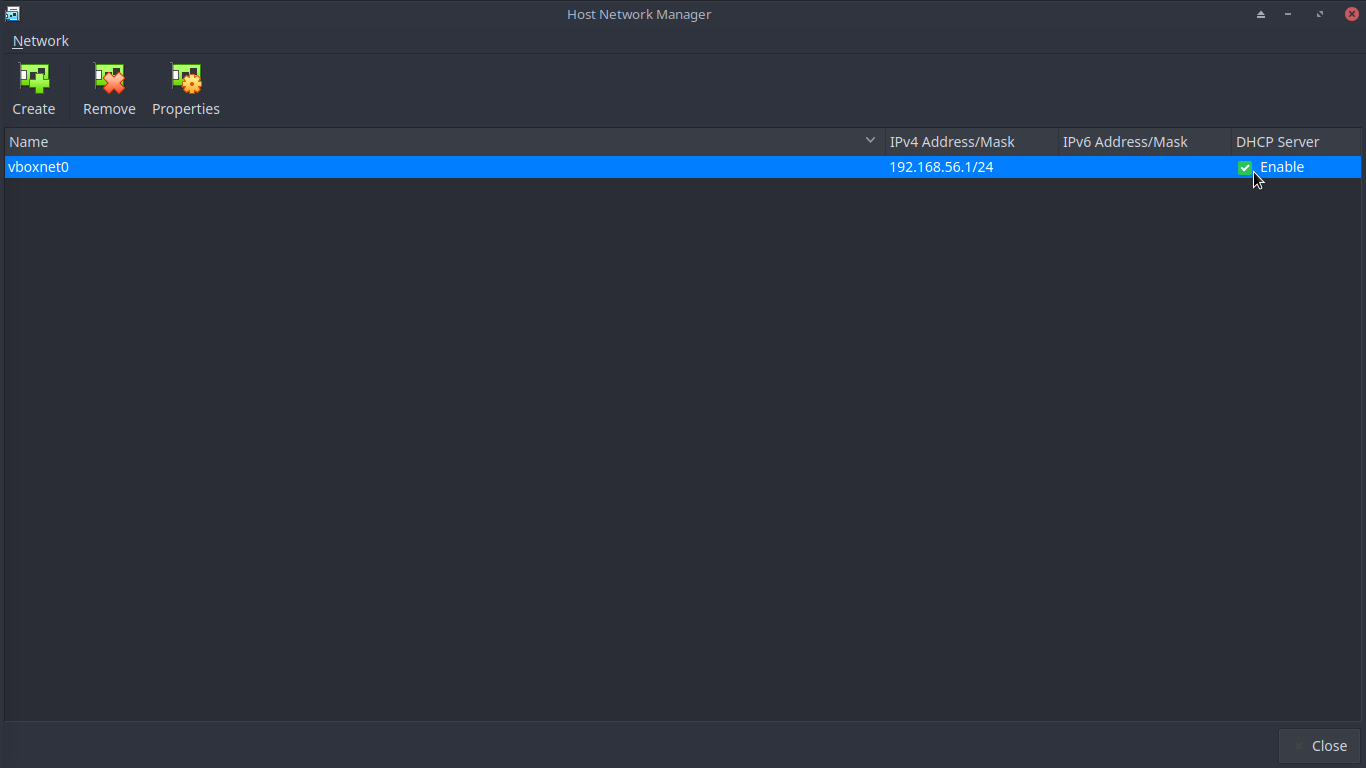 Host Network Manager
Network
Create Remove Properties
Name IPv4 Address/Mask IPv6 Address/Mask DHCP Server
vboxnet0 192.168.56.1/24 Enable
Close